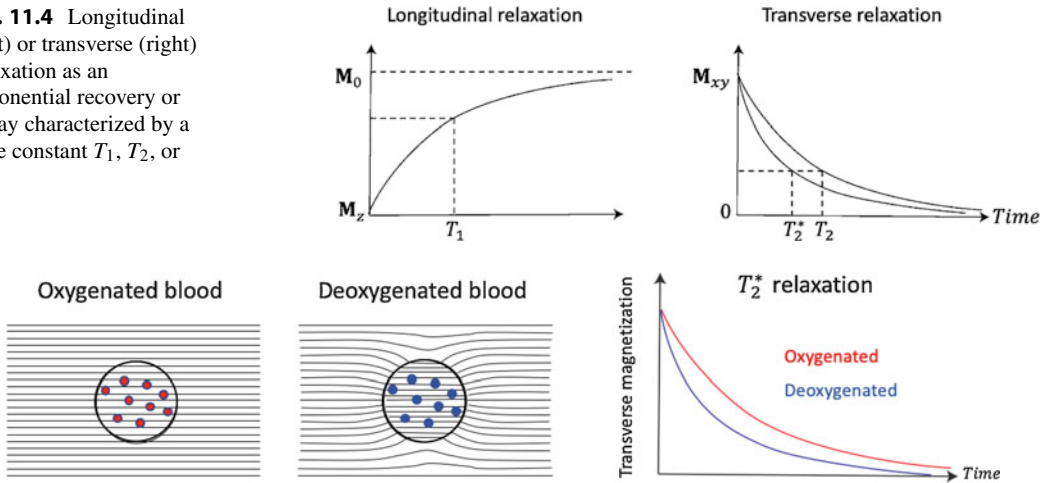 . 11.4 Longitudinal
t) or transverse (right)
xation as an
onential recovery or
ay characterized by a
e constant T₁, T₂, or
Longitudinal relaxation
M₀
M_z
T₁
Transverse relaxation
M_xy
0
T₂* T₂
Time
Oxygenated blood
Deoxygenated blood
T₂* relaxation
Transverse magnetization
Oxygenated
Deoxygenated
Time